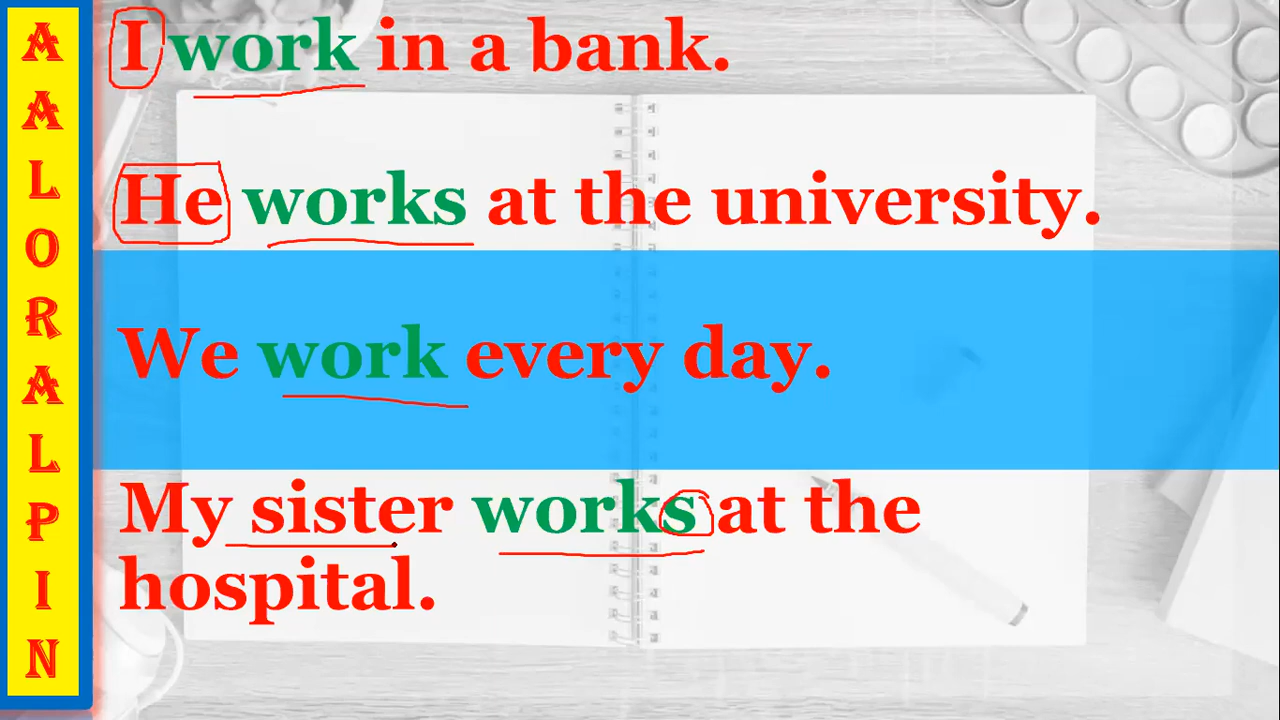 AALORALPIN
I work in a bank.
He works at the university.
We work every day.
My sister works at the
hospital.